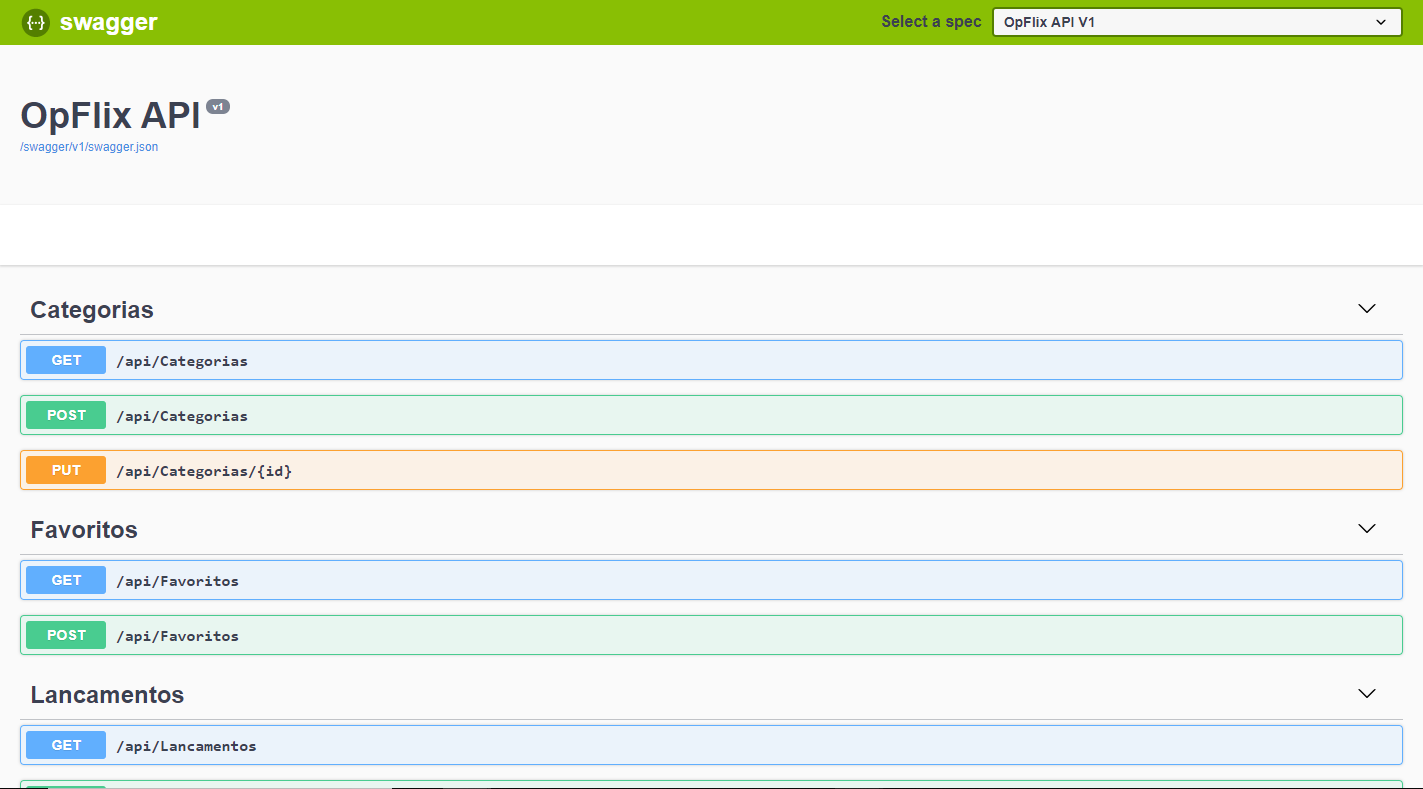 {...} swagger
Select a spec OpFlix API V1
OpFlix API v1
/swagger/v1/swagger.json
Categorias
GET /api/Categorias
POST /api/Categorias
PUT /api/Categorias/{id}
Favoritos
GET /api/Favoritos
POST /api/Favoritos
Lancamentos
GET /api/Lancamentos